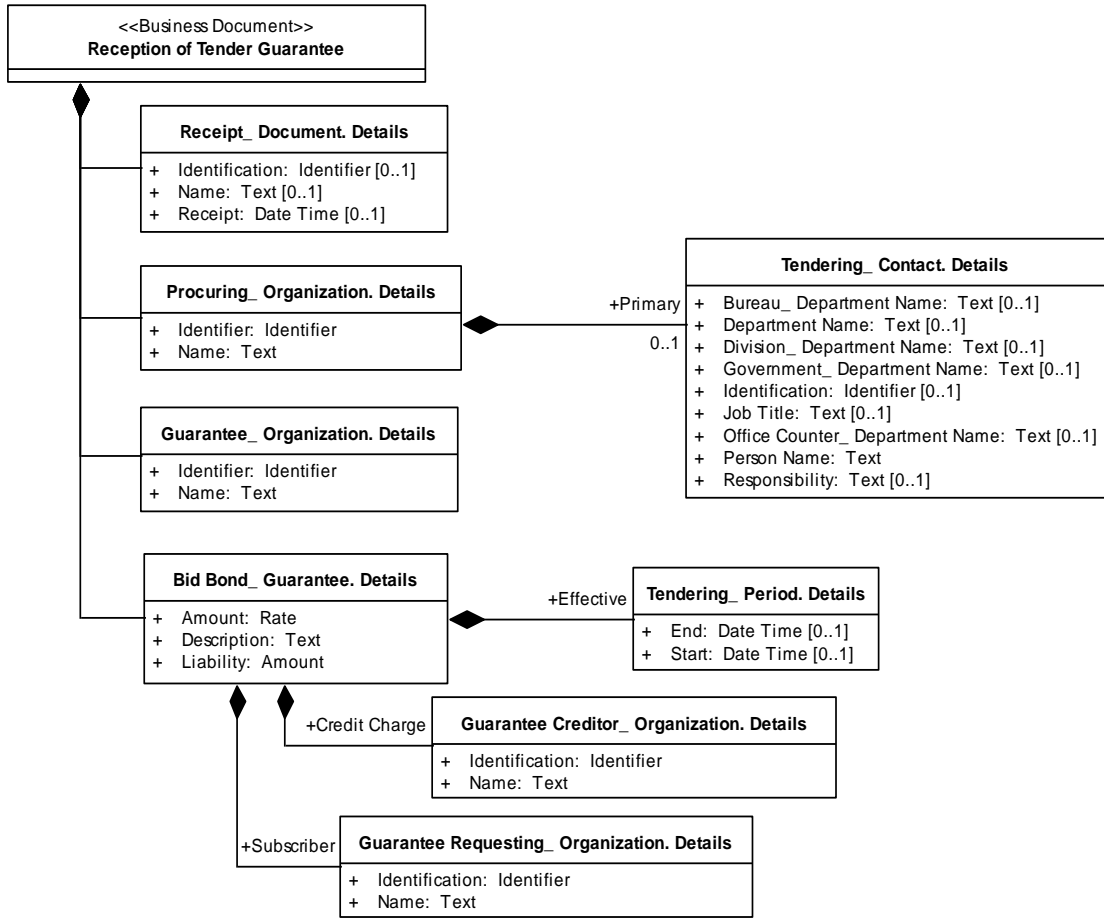 <<Business Document>>
Reception of Tender Guarantee
Receipt_ Document. Details
+ Identification: Identifier [0..1]
+ Name: Text [0..1]
+ Receipt: Date Time [0..1]
Procuring_ Organization. Details
+ Identifier: Identifier
+ Name: Text
+Primary
0..1
Tendering_ Contact. Details
+ Bureau_ Department Name: Text [0..1]
+ Department Name: Text [0..1]
+ Division_ Department Name: Text [0..1]
+ Government_ Department Name: Text [0..1]
+ Identification: Identifier [0..1]
+ Job Title: Text [0..1]
+ Office Counter_ Department Name: Text [0..1]
+ Person Name: Text
+ Responsibility: Text [0..1]
Guarantee_ Organization. Details
+ Identifier: Identifier
+ Name: Text
Bid Bond_ Guarantee. Details
+ Amount: Rate
+ Description: Text
+ Liability: Amount
+Effective
Tendering_ Period. Details
+ End: Date Time [0..1]
+ Start: Date Time [0..1]
+Credit Charge
Guarantee Creditor_ Organization. Details
+ Identification: Identifier
+ Name: Text
+Subscriber
Guarantee Requesting_ Organization. Details
+ Identification: Identifier
+ Name: Text